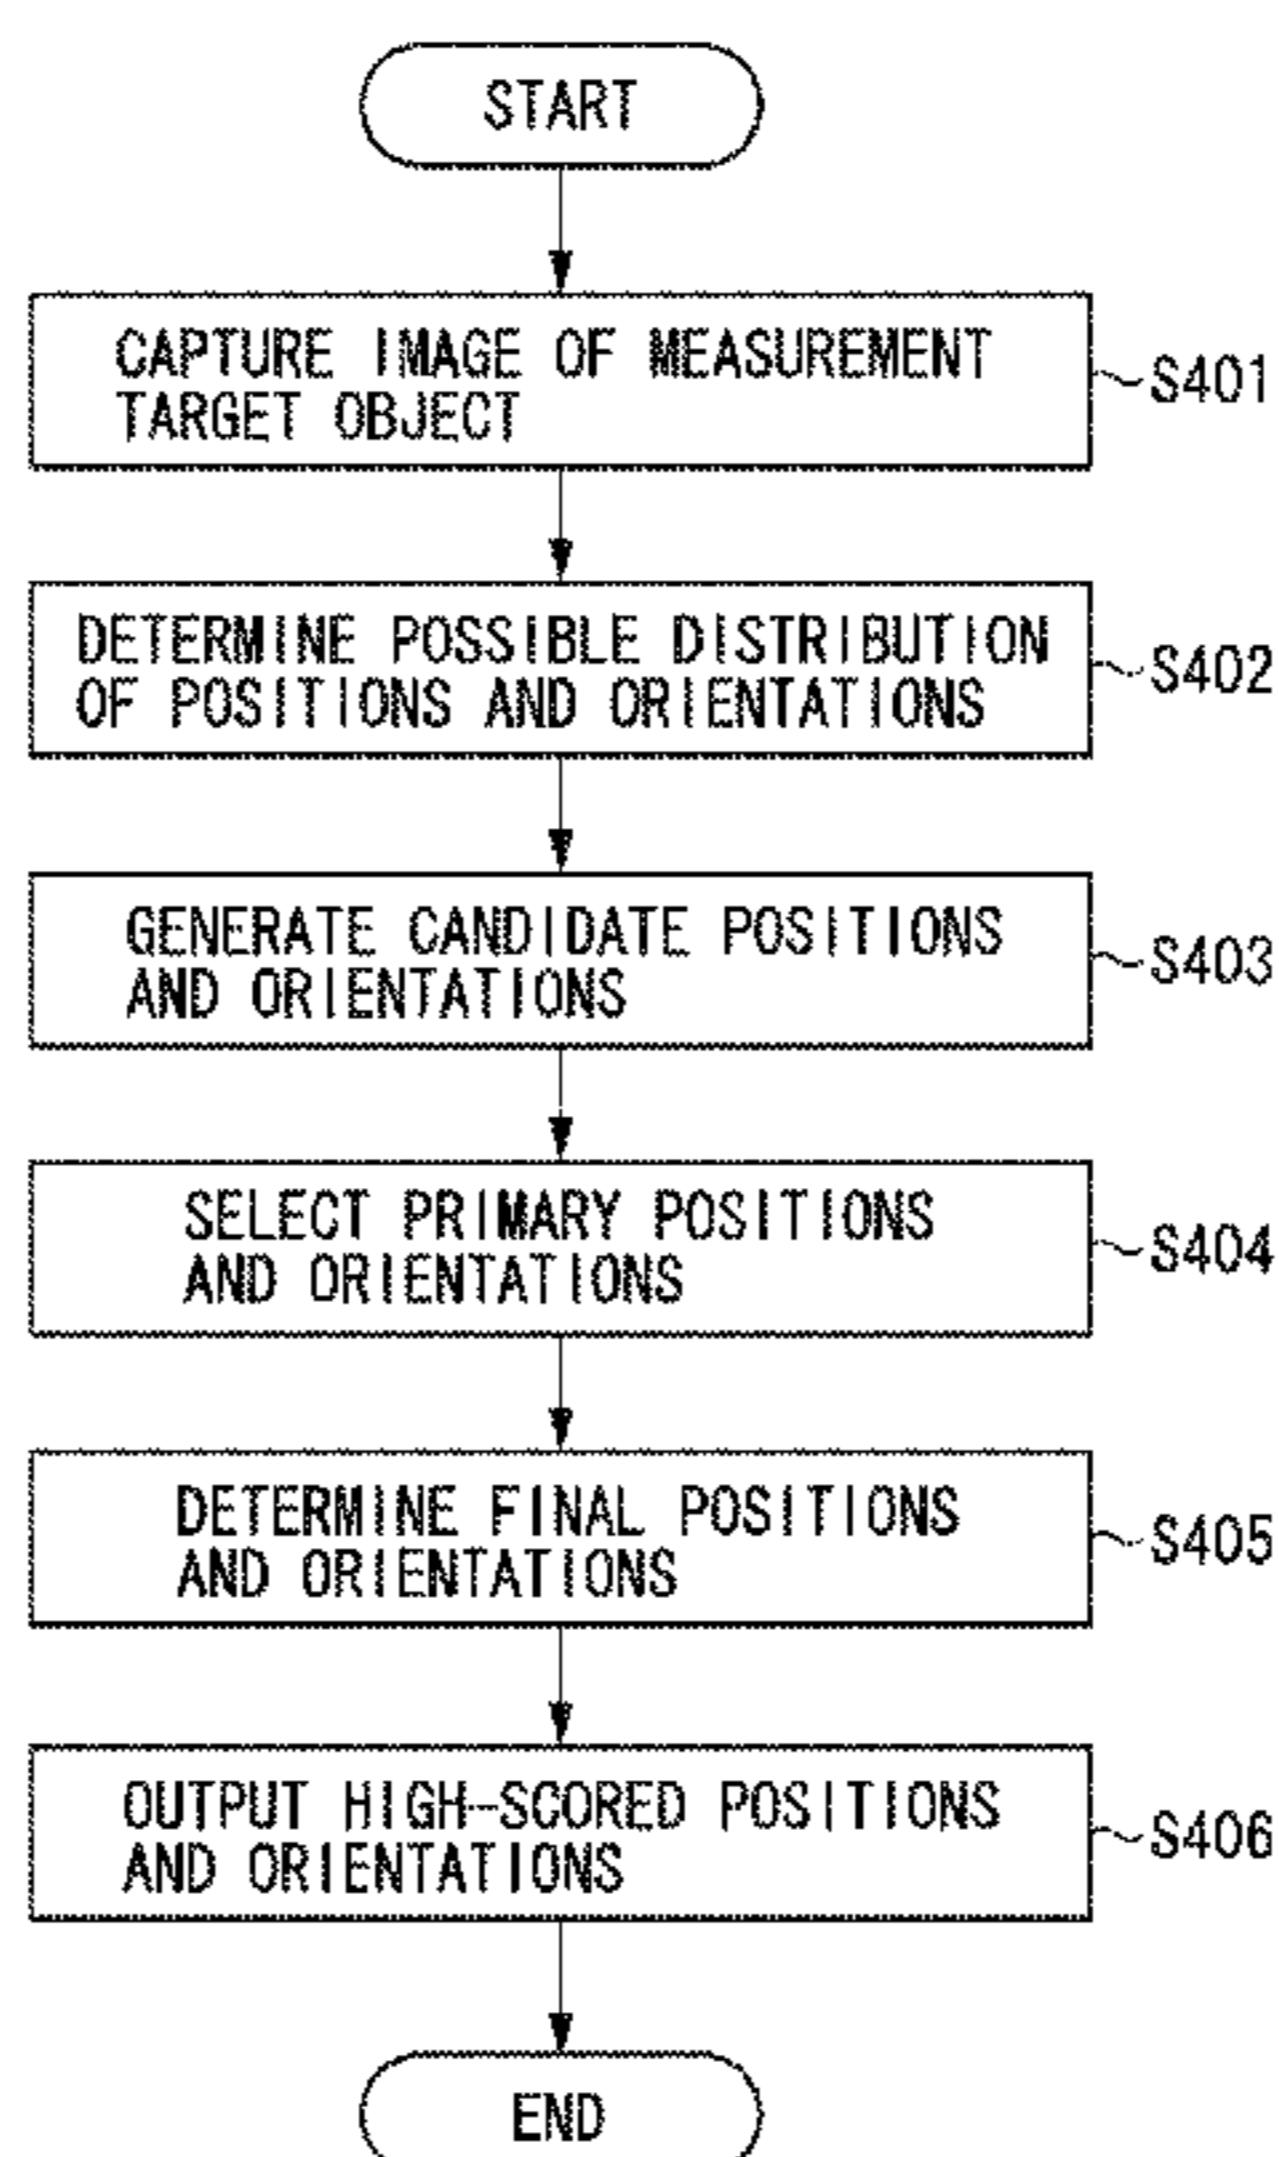 START
CAPTURE IMAGE OF MEASUREMENT
TARGET OBJECT
S401
DETERMINE POSSIBLE DISTRIBUTION
OF POSITIONS AND ORIENTATIONS
S402
GENERATE CANDIDATE POSITIONS
AND ORIENTATIONS
S403
SELECT PRIMARY POSITIONS
AND ORIENTATIONS
S404
DETERMINE FINAL POSITIONS
AND ORIENTATIONS
S405
OUTPUT HIGH-SCORED POSITIONS
AND ORIENTATIONS
S406
END